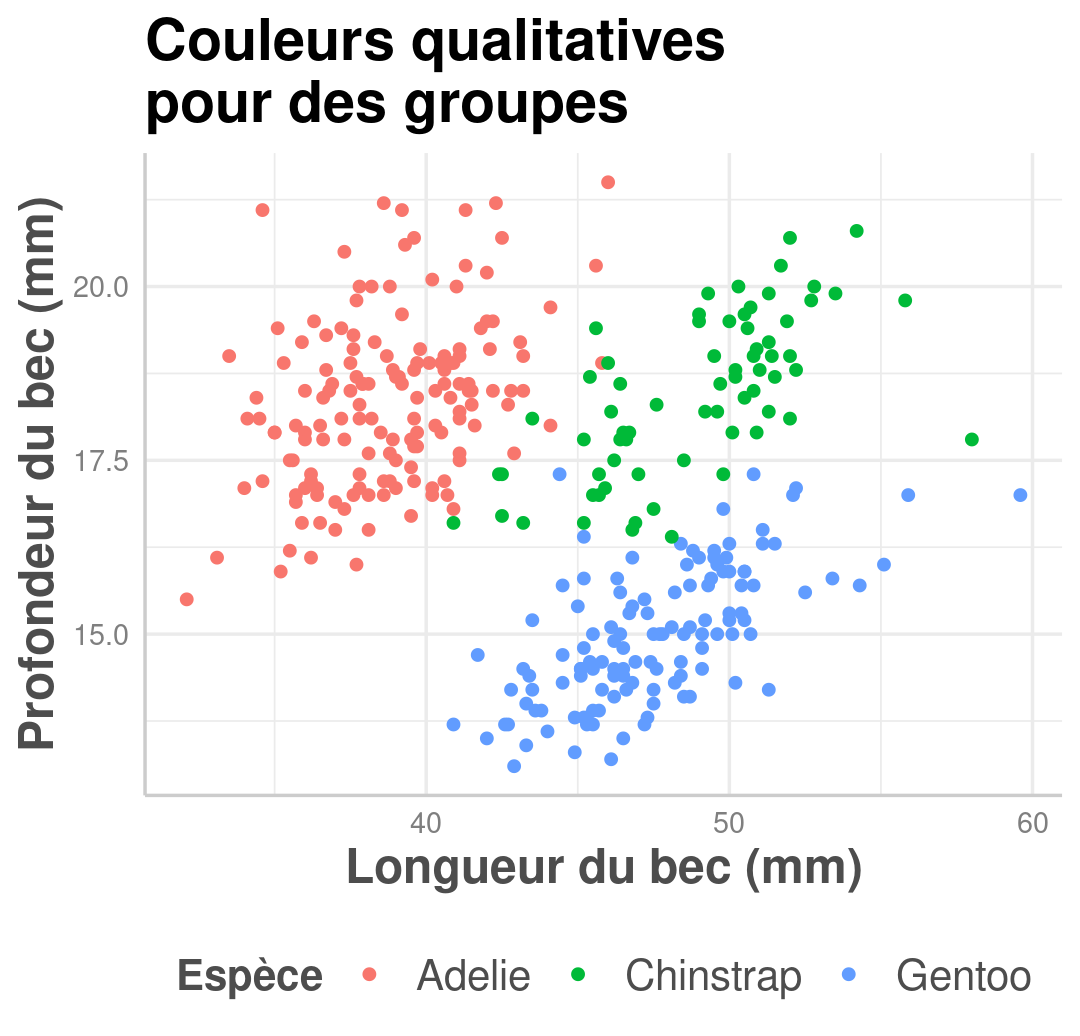 Couleurs qualitatives
pour des groupes
Profondeur du bec (mm)
20.0
17.5
15.0
40 50 60
Longueur du bec (mm)
Espèce Adelie Chinstrap Gentoo